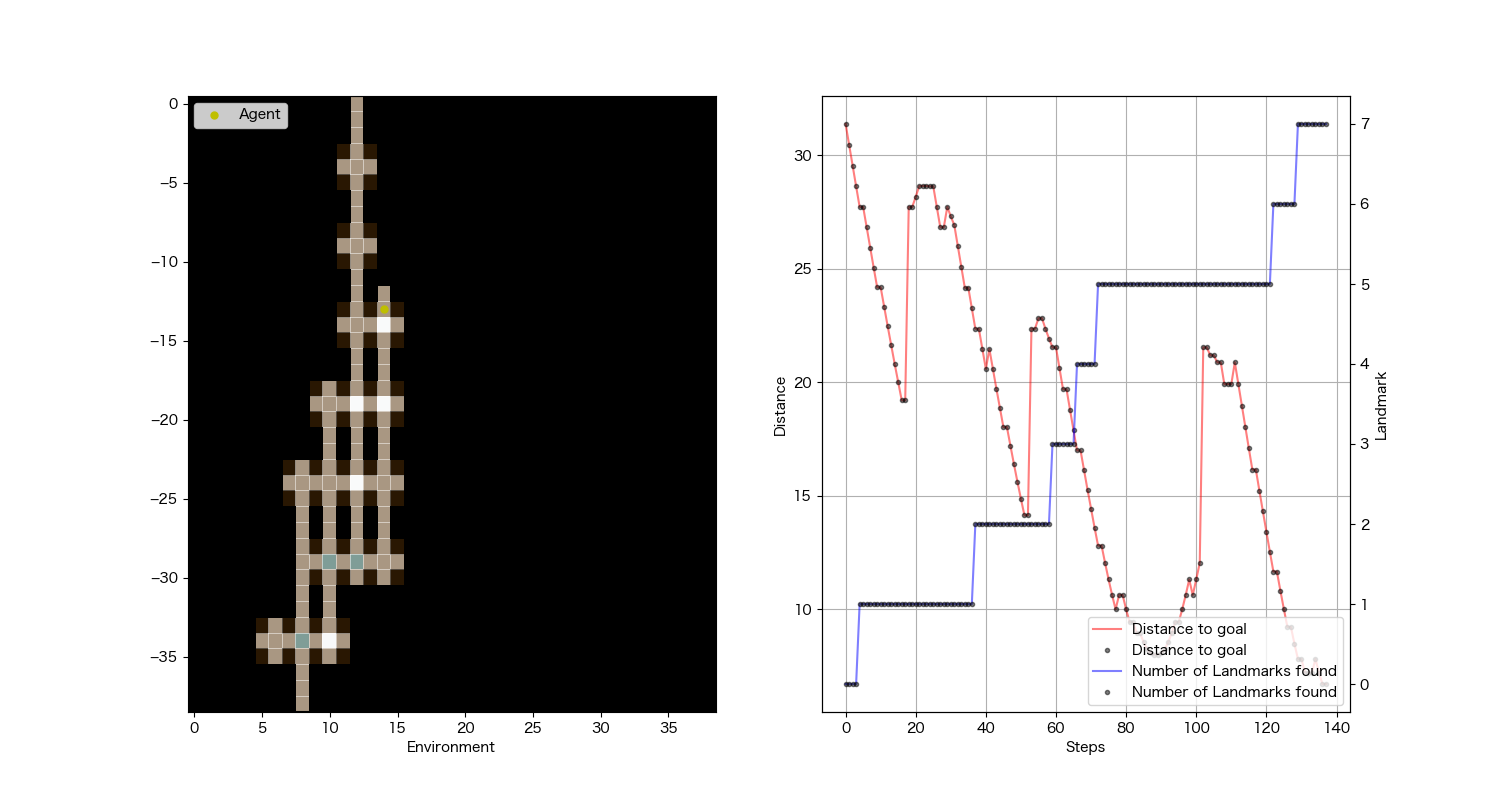 Agent
0
−5
−10
−15
−20
−25
−30
−35
0 5 10 15 20 25 30 35
Environment
30
25
20
15
10
Distance
7
6
5
4
3
2
1
0
Landmark
Distance to goal
Distance to goal
Number of Landmarks found
Number of Landmarks found
0 20 40 60 80 100 120 140
Steps